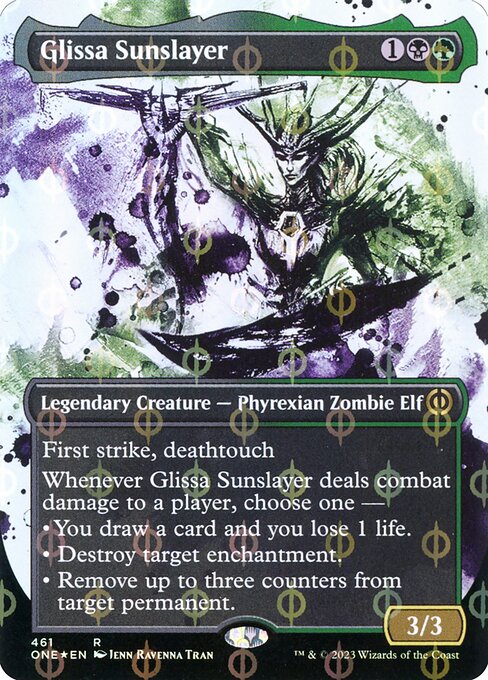 Glissa Sunslayer 1
Legendary Creature — Phyrexian Zombie Elf
First strike, deathtouch
Whenever Glissa Sunslayer deals combat
damage to a player, choose one —
• You draw a card and you lose 1 life.
• Destroy target enchantment.
• Remove up to three counters from
target permanent.
3/3
461 R
ONE★EN Jenn Ravenna Tran
™ & © 2023 Wizards of the Coast